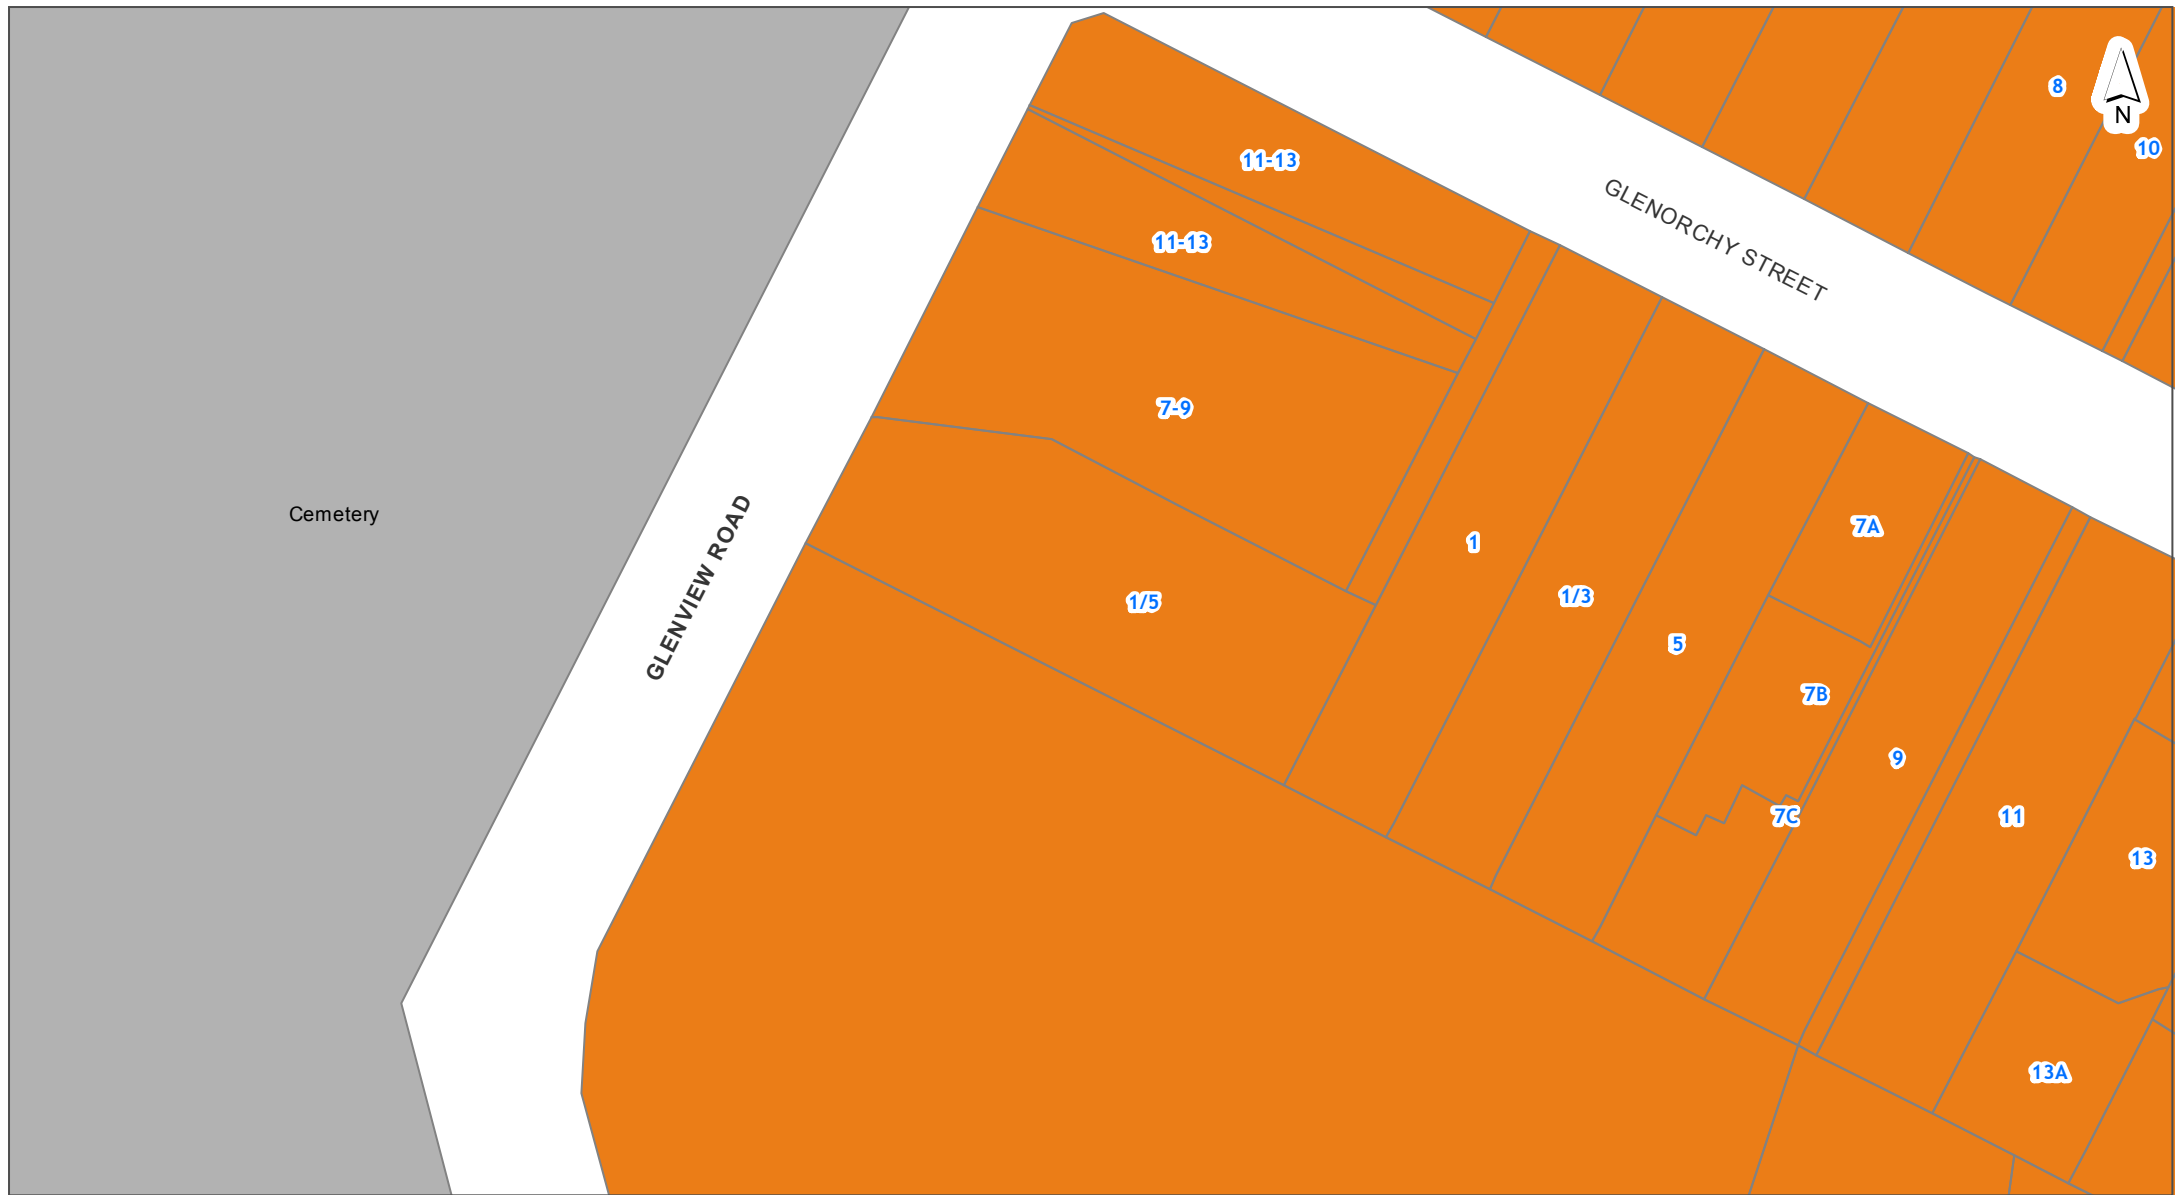 8
N
10
11-13
GLENORCHY STREET
11-13
7-9
Cemetery
GLENVIEW ROAD
7A
1
1/3
1/5
5
7B
9
7C
11
13
13A